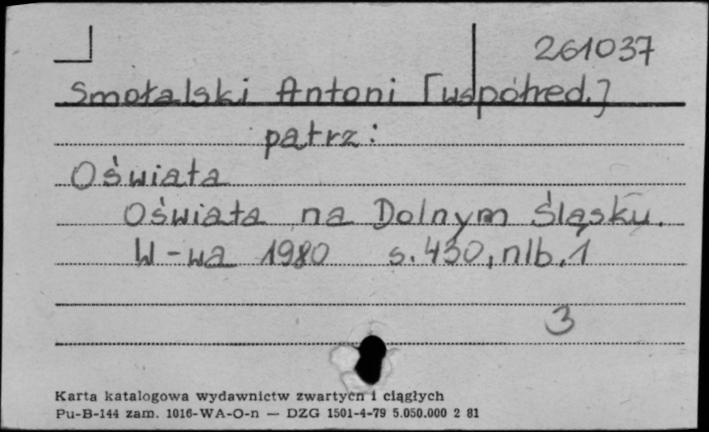 261037
Smołalski Antoni [współred.]
patrz:
Oświata
Oświata na Dolnym Śląsku.
W-wa 1980 s. 430, nlb. 1
3
Karta katalogowa wydawnictw zwartych i ciągłych
Pu-B-144 zam. 1016-WA-O-n — DZG 1501-4-79 5.050.000 2 81